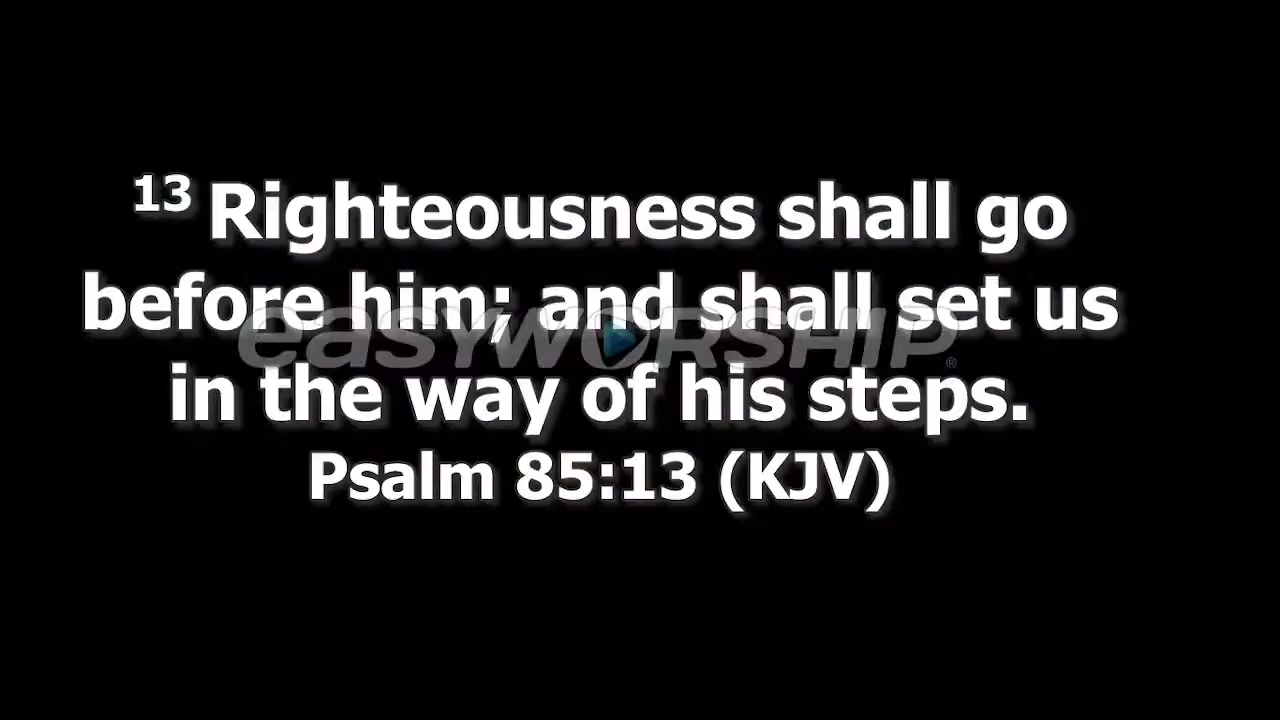 13 Righteousness shall go
before him; and shall set us
easyWORSHIP®
in the way of his steps.
Psalm 85:13 (KJV)